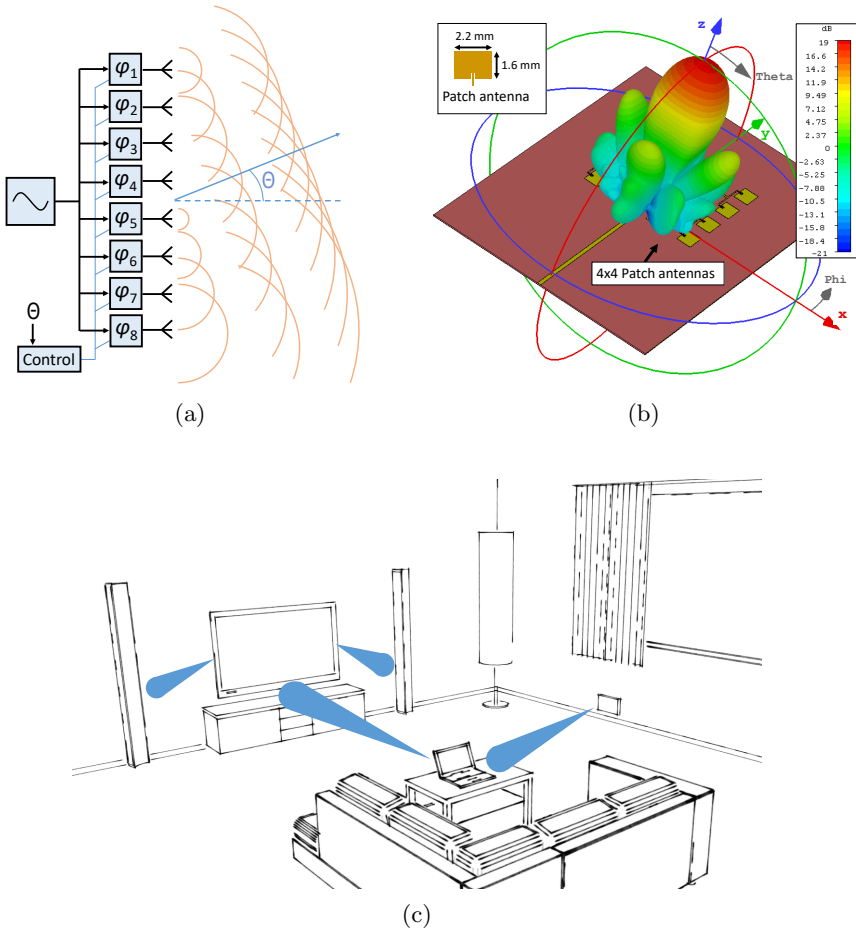 φ1
φ2
φ3
φ4
φ5
φ6
φ7
φ8
Θ
Θ
Control
(a)
2.2 mm
1.6 mm
Patch antenna
z
Theta
y
4x4 Patch antennas
Phi
x
dB
19
16.6
14.2
11.9
9.49
7.12
4.75
2.37
0
-2.63
-5.25
-7.88
-10.5
-13.1
-15.8
-18.4
-21
(b)
(c)